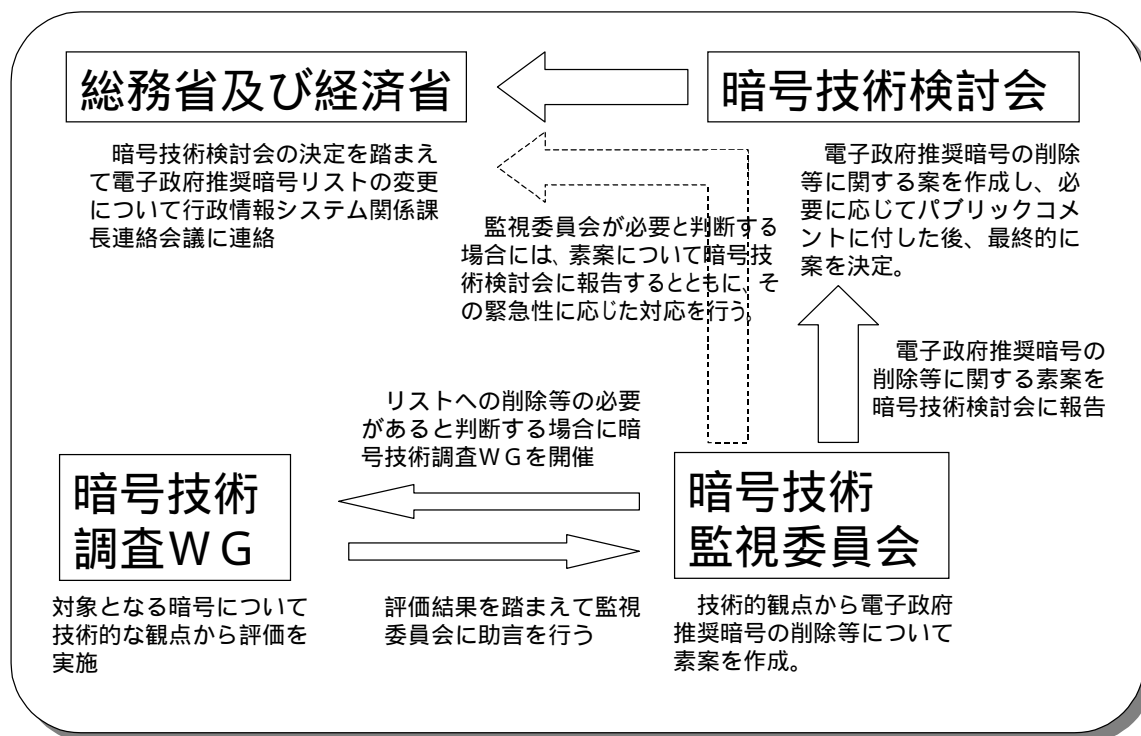 総務省及び経済省
暗号技術検討会
暗号技術検討会の決定を踏まえ
て電子政府推奨暗号リストの変更
について行政情報システム関係課
長連絡会議に連絡
電子政府推奨暗号の削除
等に関する案を作成し、必
要に応じてパブリックコメ
ントに付した後、最終的に
案を決定。
監視委員会が必要と判断する
場合には、素案について暗号技
術検討会に報告するとともに、そ
の緊急性に応じた対応を行う。
電子政府推奨暗号の
削除等に関する素案を
暗号技術検討会に報告
リストへの削除等の必要
があると判断する場合に暗
号技術調査WGを開催
暗号技術
調査WG
暗号技術
監視委員会
対象となる暗号について
技術的な観点から評価を
実施
評価結果を踏まえて監視
委員会に助言を行う
技術的観点から電子政府
推奨暗号の削除等について
素案を作成。